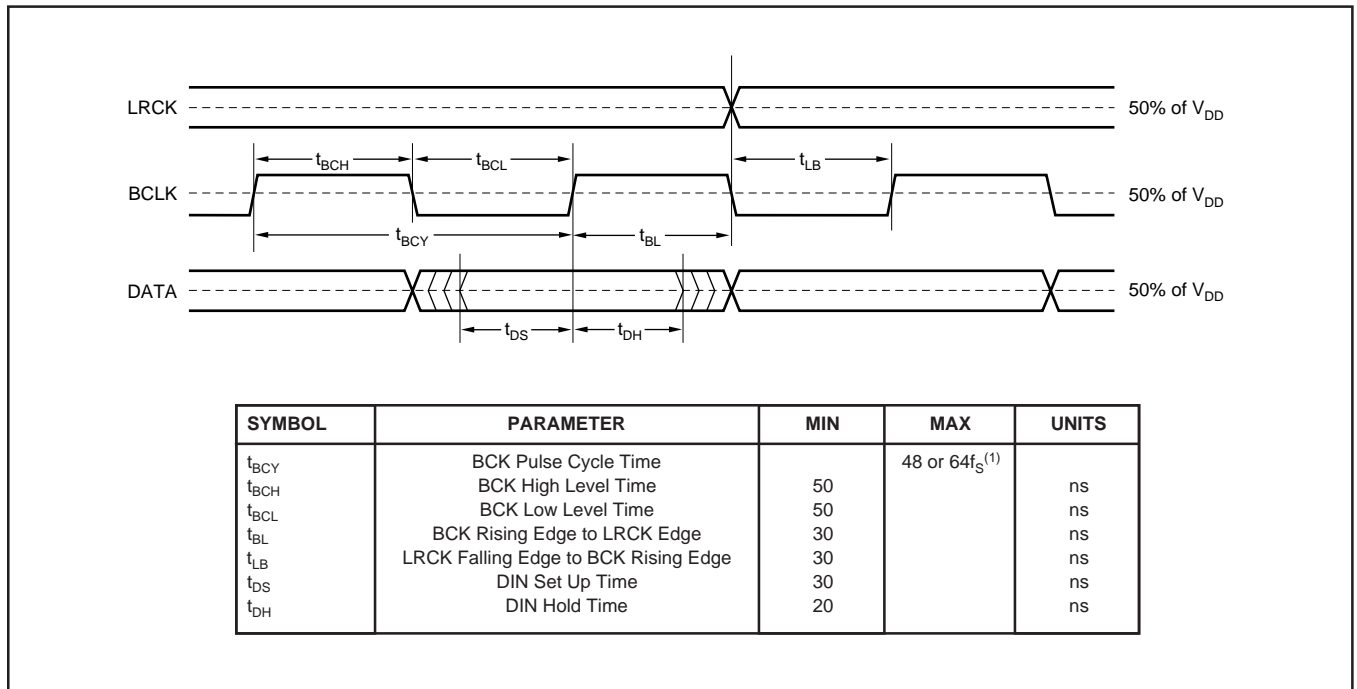 LRCK
50% of VDD
tBCH
tBCL
tLB
BCLK
50% of VDD
tBCY
tBL
DATA
50% of VDD
tDS
tDH
SYMBOL PARAMETER MIN MAX UNITS
tBCY BCK Pulse Cycle Time 48 or 64fS(1)
tBCH BCK High Level Time 50 ns
tBCL BCK Low Level Time 50 ns
tBL BCK Rising Edge to LRCK Edge 30 ns
tLB LRCK Falling Edge to BCK Rising Edge 30 ns
tDS DIN Set Up Time 30 ns
tDH DIN Hold Time 20 ns